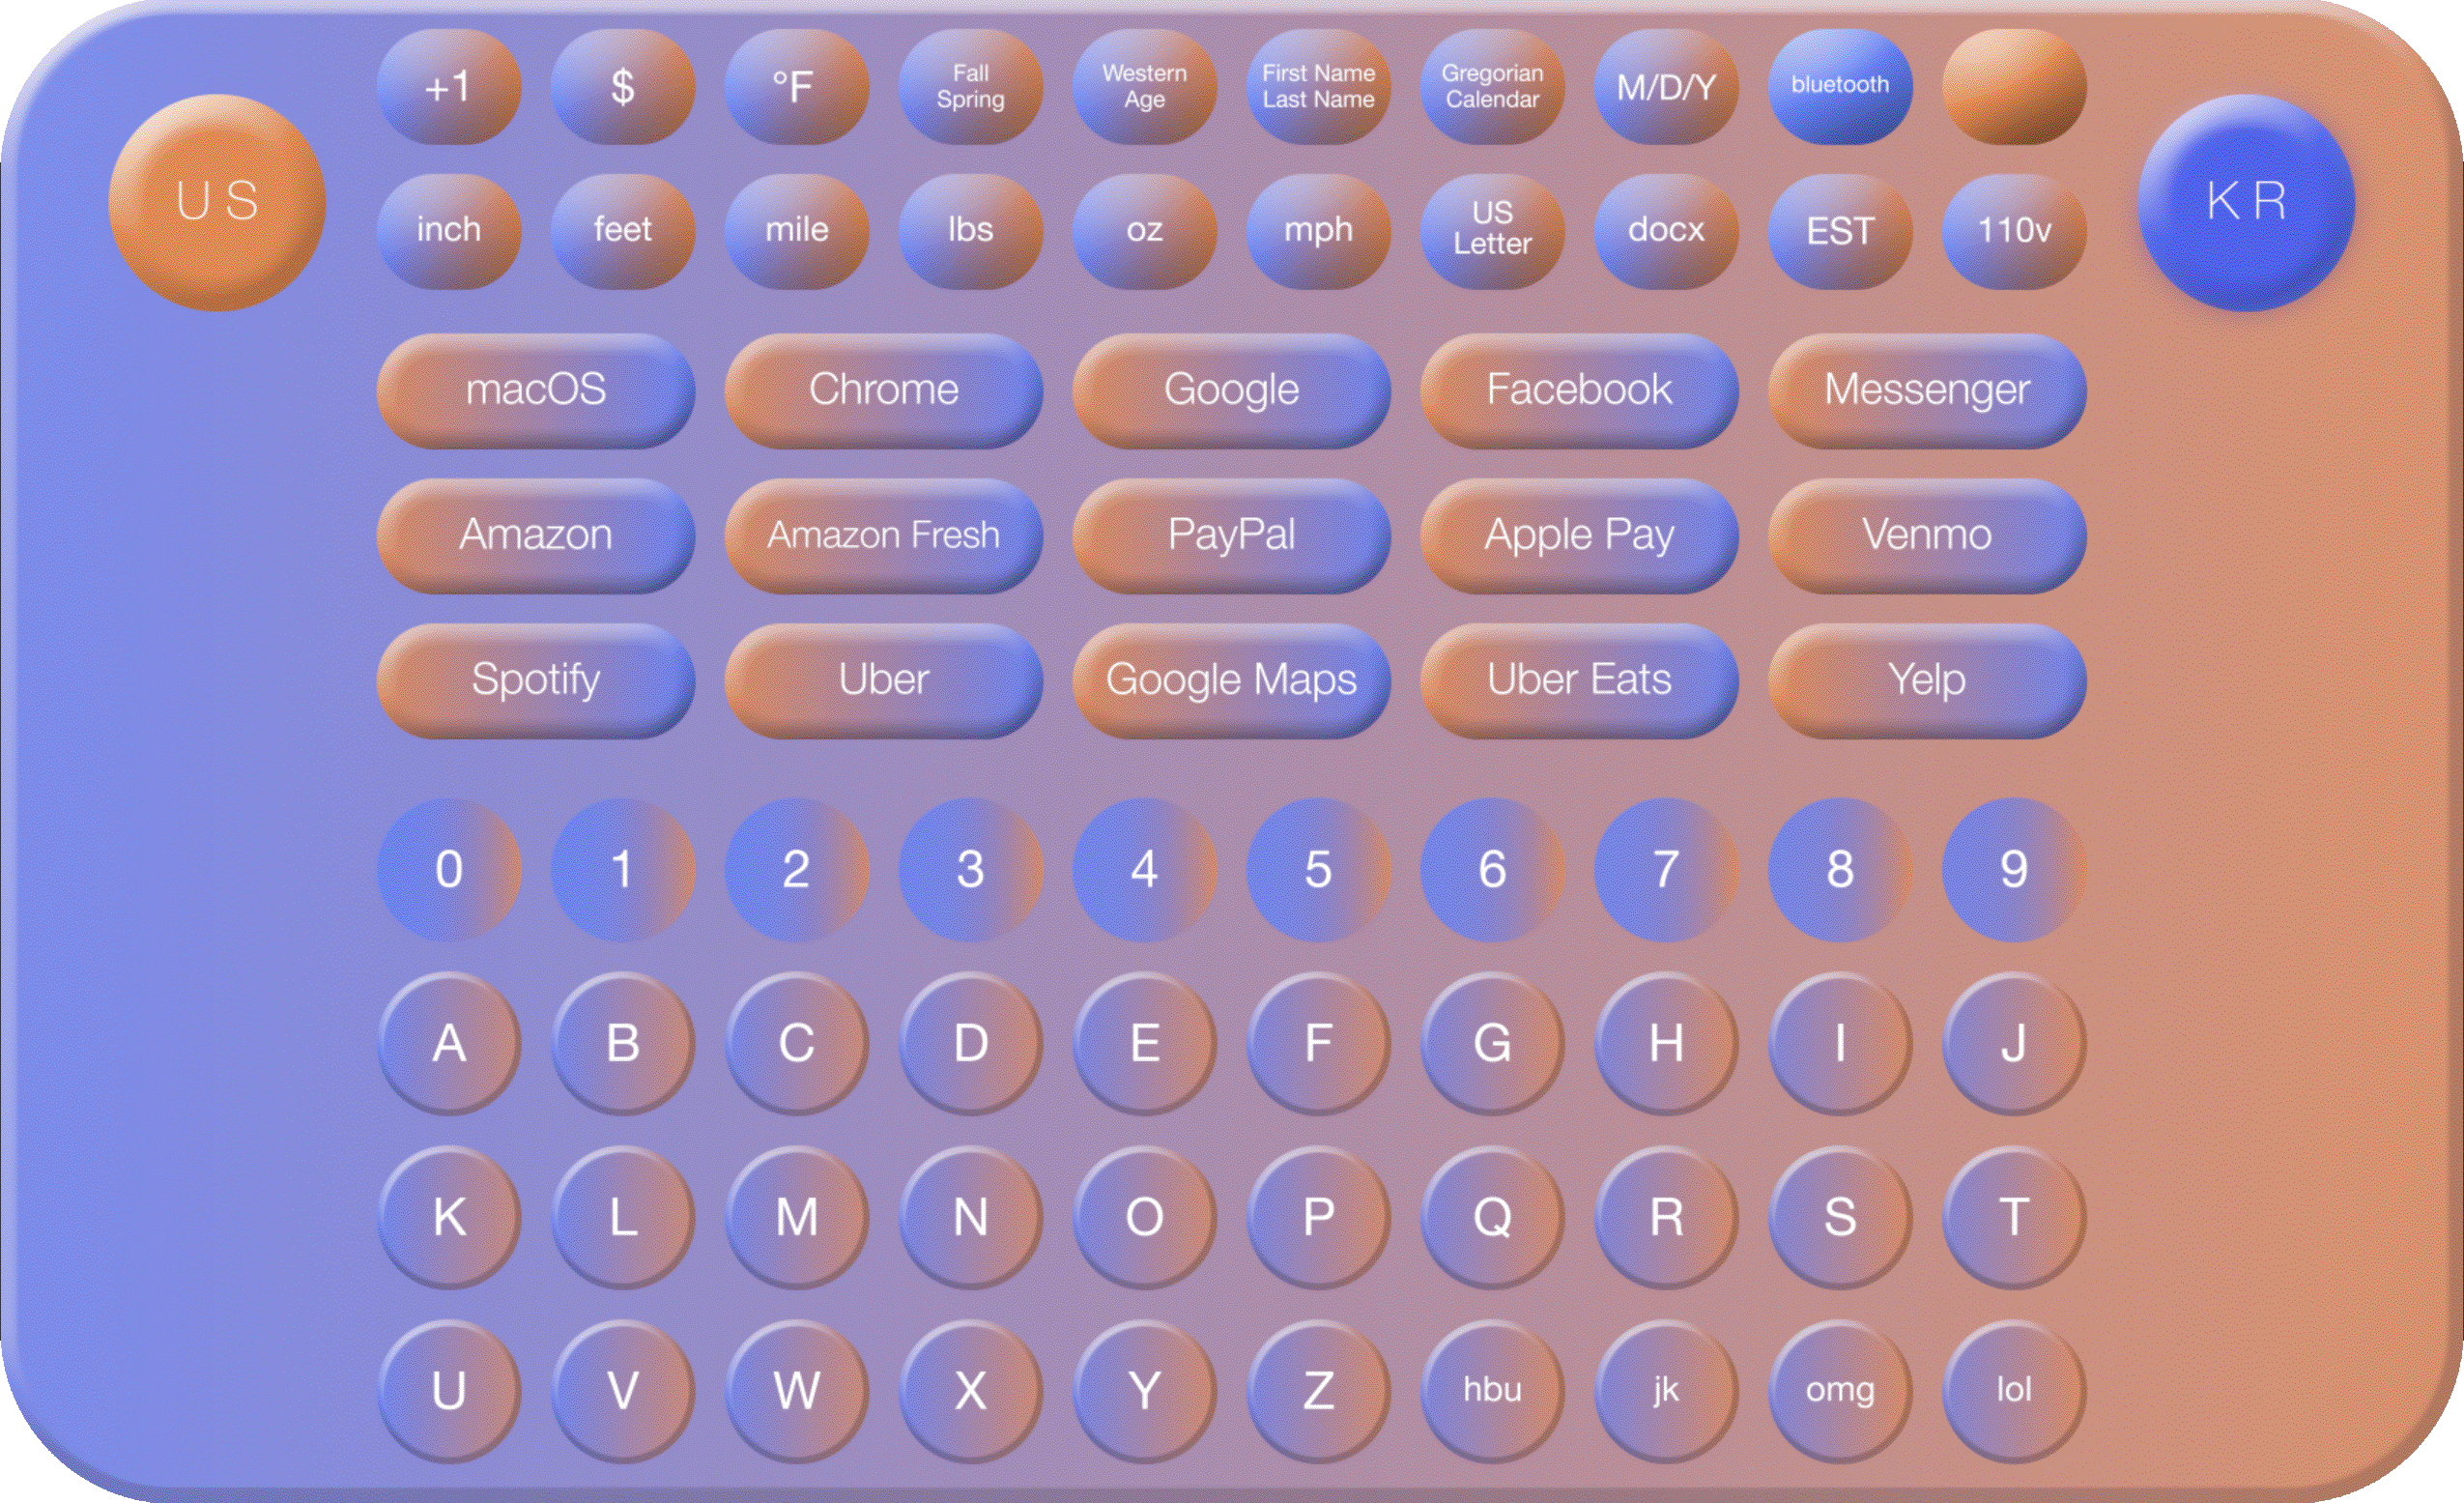 +1 $ °F Fall Spring Western Age First Name Last Name Gregorian Calendar M/D/Y bluetooth
US
inch feet mile lbs oz mph US Letter docx EST 110v
KR
macOS Chrome Google Facebook Messenger
Amazon Amazon Fresh PayPal Apple Pay Venmo
Spotify Uber Google Maps Uber Eats Yelp
0 1 2 3 4 5 6 7 8 9
A B C D E F G H I J
K L M N O P Q R S T
U V W X Y Z hbu jk omg lol